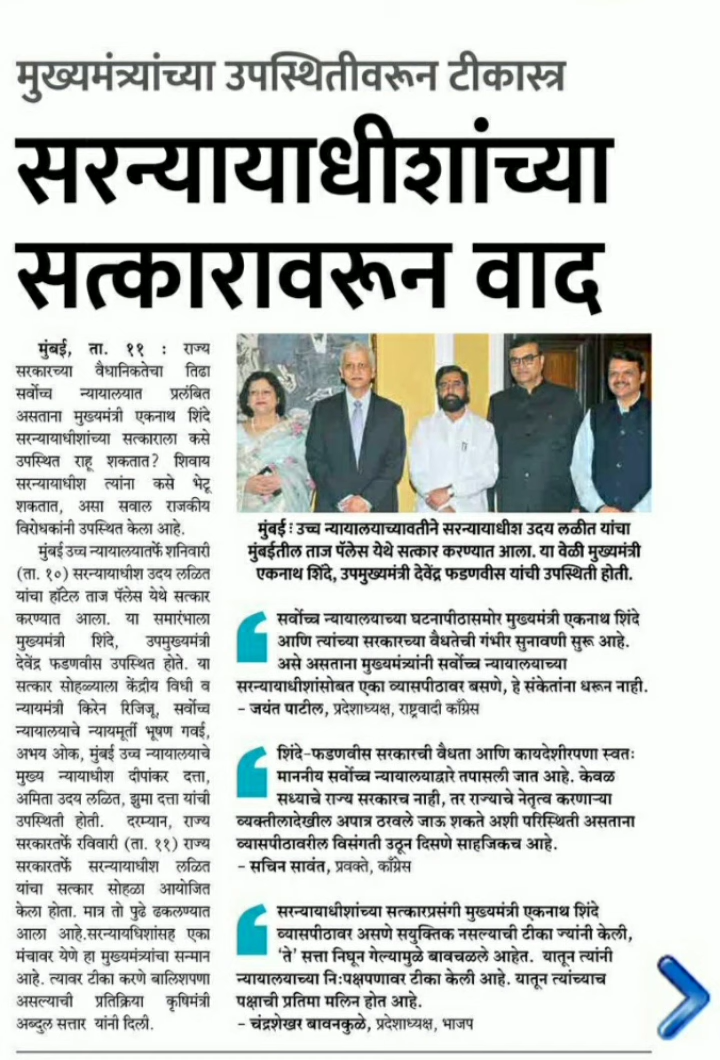 मुख्यमंत्र्यांच्या उपस्थितीवरून टीकास्त्र
सरन्यायाधीशांच्या
सत्कारावरून वाद
मुंबई, ता. ११ : राज्य
सरकारच्या वैधानिकतेचा तिढा
सर्वोच्च न्यायालयात प्रलंबित
असताना मुख्यमंत्री एकनाथ शिंदे
सरन्यायाधीशांच्या सत्काराला कसे
उपस्थित राहू शकतात? शिवाय
सरन्यायाधीश त्यांना कसे भेटू
शकतात, असा सवाल राजकीय
विरोधकांनी उपस्थित केला आहे.
मुंबई उच्च न्यायालयातर्फे शनिवारी
(ता. १०) सरन्यायाधीश उदय लळित
यांचा हॉटेल ताज पॅलेस येथे सत्कार
करण्यात आला. या समारंभाला
मुख्यमंत्री शिंदे, उपमुख्यमंत्री
देवेंद्र फडणवीस उपस्थित होते. या
सत्कार सोहळ्याला केंद्रीय विधी व
न्यायमंत्री किरेन रिजिजू, सर्वोच्च
न्यायालयाचे न्यायमूर्ती भूषण गवई,
अभय ओक, मुंबई उच्च न्यायालयाचे
मुख्य न्यायाधीश दीपांकर दत्ता,
अमिता उदय लळित, झुमा दत्ता यांची
उपस्थिती होती. दरम्यान, राज्य
सरकारतर्फे रविवारी (ता. ११) राज्य
सरकारतर्फे सरन्यायाधीश लळित
यांचा सत्कार सोहळा आयोजित
केला होता. मात्र तो पुढे ढकलण्यात
आला आहे.सरन्यायधिशांसह एका
मंचावर येणे हा मुख्यमंत्र्यांचा सन्मान
आहे. त्यावर टीका करणे बालिशपणा
असल्याची प्रतिक्रिया कृषिमंत्री
अब्दुल सत्तार यांनी दिली.
मुंबई : उच्च न्यायालयाच्यावतीने सरन्यायाधीश उदय लळीत यांचा
मुंबईतील ताज पॅलेस येथे सत्कार करण्यात आला. या वेळी मुख्यमंत्री
एकनाथ शिंदे, उपमुख्यमंत्री देवेंद्र फडणवीस यांची उपस्थिती होती.
सर्वोच्च न्यायालयाच्या घटनापीठासमोर मुख्यमंत्री एकनाथ शिंदे
आणि त्यांच्या सरकारच्या वैधतेची गंभीर सुनावणी सुरू आहे.
असे असताना मुख्यमंत्र्यांनी सर्वोच्च न्यायालयाच्या
सरन्यायाधीशांसोबत एका व्यासपीठावर बसणे, हे संकेतांना धरून नाही.
- जयंत पाटील, प्रदेशाध्यक्ष, राष्ट्रवादी काँग्रेस
शिंदे-फडणवीस सरकारची वैधता आणि कायदेशीरपणा स्वतः
माननीय सर्वोच्च न्यायालयाद्वारे तपासली जात आहे. केवळ
सध्याचे राज्य सरकारच नाही, तर राज्याचे नेतृत्व करणाऱ्या
व्यक्तीलादेखील अपात्र ठरवले जाऊ शकते अशी परिस्थिती असताना
व्यासपीठावरील विसंगती उठून दिसणे साहजिकच आहे.
- सचिन सावंत, प्रवक्ते, काँग्रेस
सरन्यायाधीशांच्या सत्कारप्रसंगी मुख्यमंत्री एकनाथ शिंदे
व्यासपीठावर असणे सयुक्तिक नसल्याची टीका ज्यांनी केली,
'ते' सत्ता निघून गेल्यामुळे बावचळले आहेत. यातून त्यांनी
न्यायालयाच्या निःपक्षपणावर टीका केली आहे. यातून त्यांच्याच
पक्षाची प्रतिमा मलिन होत आहे.
- चंद्रशेखर बावनकुळे, प्रदेशाध्यक्ष, भाजप